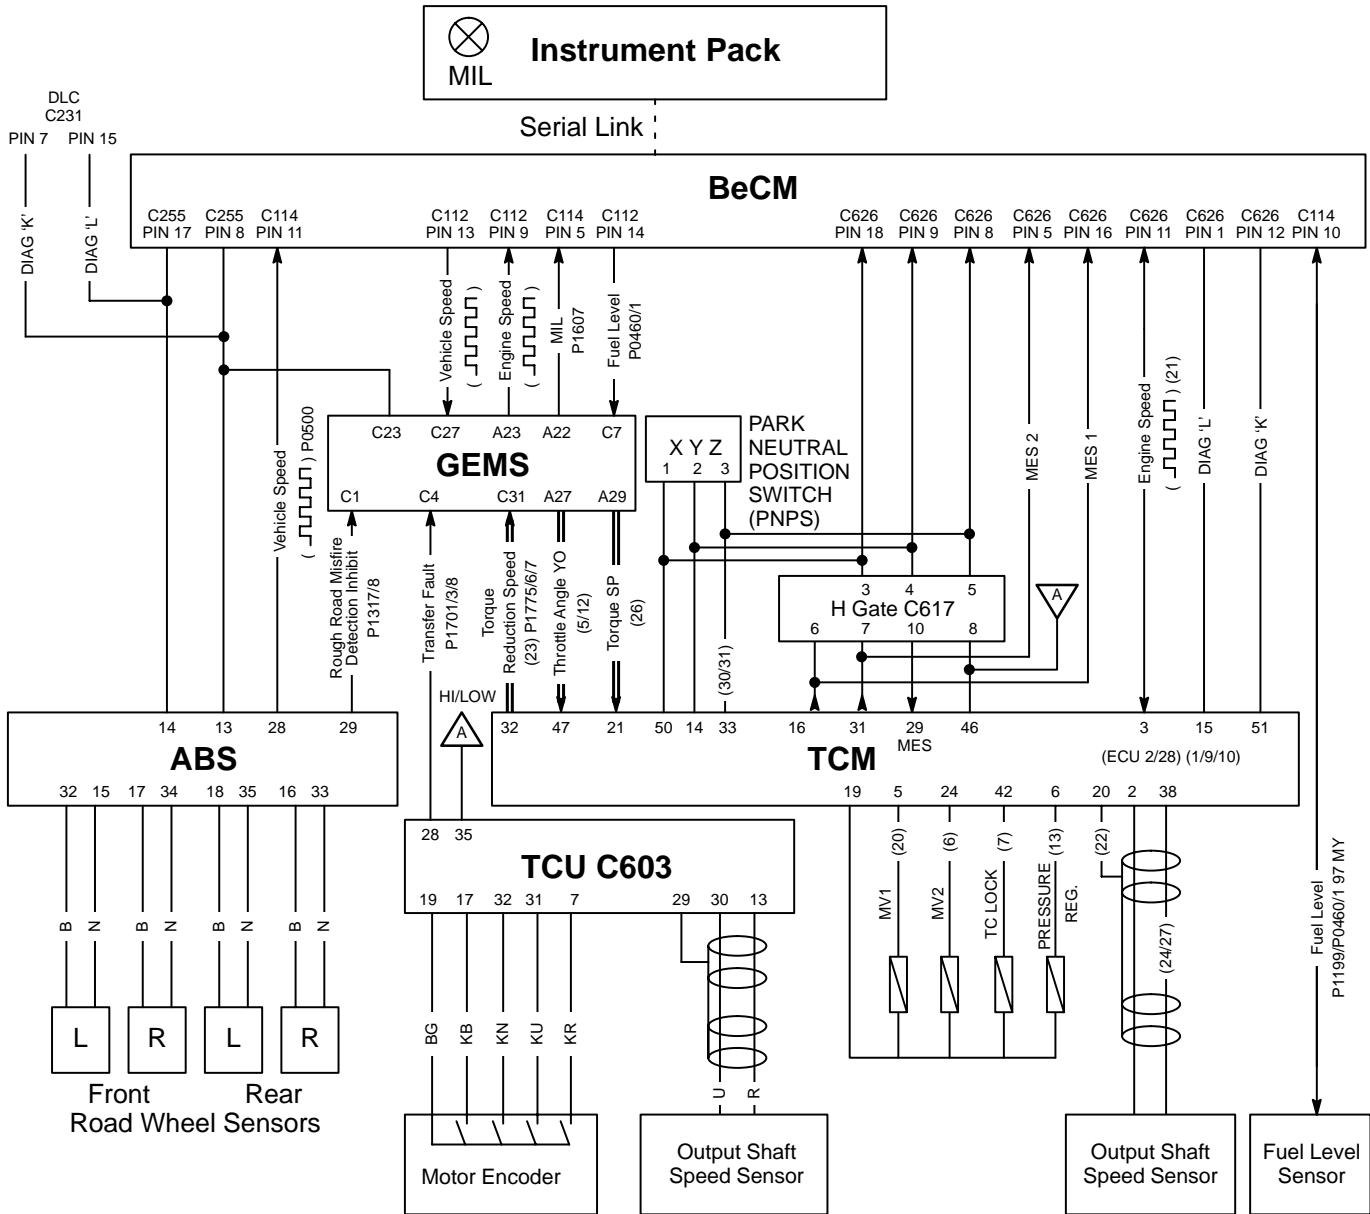 Instrument Pack
MIL
DLC
C231
PIN 7 PIN 15
Serial Link
BeCM
C255 C255 C114 C112 C112 C114 C112 C626 C626 C626 C626 C626 C626 C626 C626 C114
PIN 17 PIN 8 PIN 11 PIN 13 PIN 9 PIN 5 PIN 14 PIN 18 PIN 9 PIN 8 PIN 5 PIN 16 PIN 11 PIN 1 PIN 12 PIN 10
DIAG ‘K’
DIAG ‘L’
Vehicle Speed
( )
Engine Speed
( )
MIL
P1607
Fuel Level
P0460/1
Vehicle Speed
( ) P0500
MES 2
MES 1
Engine Speed
( ) (21)
DIAG ‘L’
DIAG ‘K’
C23 C27 A23 A22 C7
GEMS
C1 C4 C31 A27 A29
X Y Z
1 2 3
PARK
NEUTRAL
POSITION
SWITCH
(PNPS)
Rough Road Misfire
Detection Inhibit
P1317/8
Transfer Fault
P1701/3/8
Torque
Reduction Speed
(23) P1775/6/7
Throttle Angle YO
(5/12)
Torque SP
(26)
(30/31)
3 4 5
H Gate C617
6 7 10 8
A
HI/LOW
A
14 13 28 29
ABS
32 15 17 34 18 35 16 33
32 47 21 50 14 33 16 31 29 46 3 15 51
MES
TCM
(ECU 2/28) (1/9/10)
19 5 24 42 6 20 2 38
28 35
TCU C603
19 17 32 31 7 29 30 13
(20)
(6)
(7)
(13)
(22)
MV1
MV2
TC LOCK
PRESSURE
REG.
(24/27)
Fuel Level
P1199/P0460/1 97 MY
B N B N B N B N
L R L R
Front Rear
Road Wheel Sensors
BG KB KN KU KR
U R
Motor Encoder
Output Shaft
Speed Sensor
Output Shaft
Speed Sensor
Fuel Level
Sensor